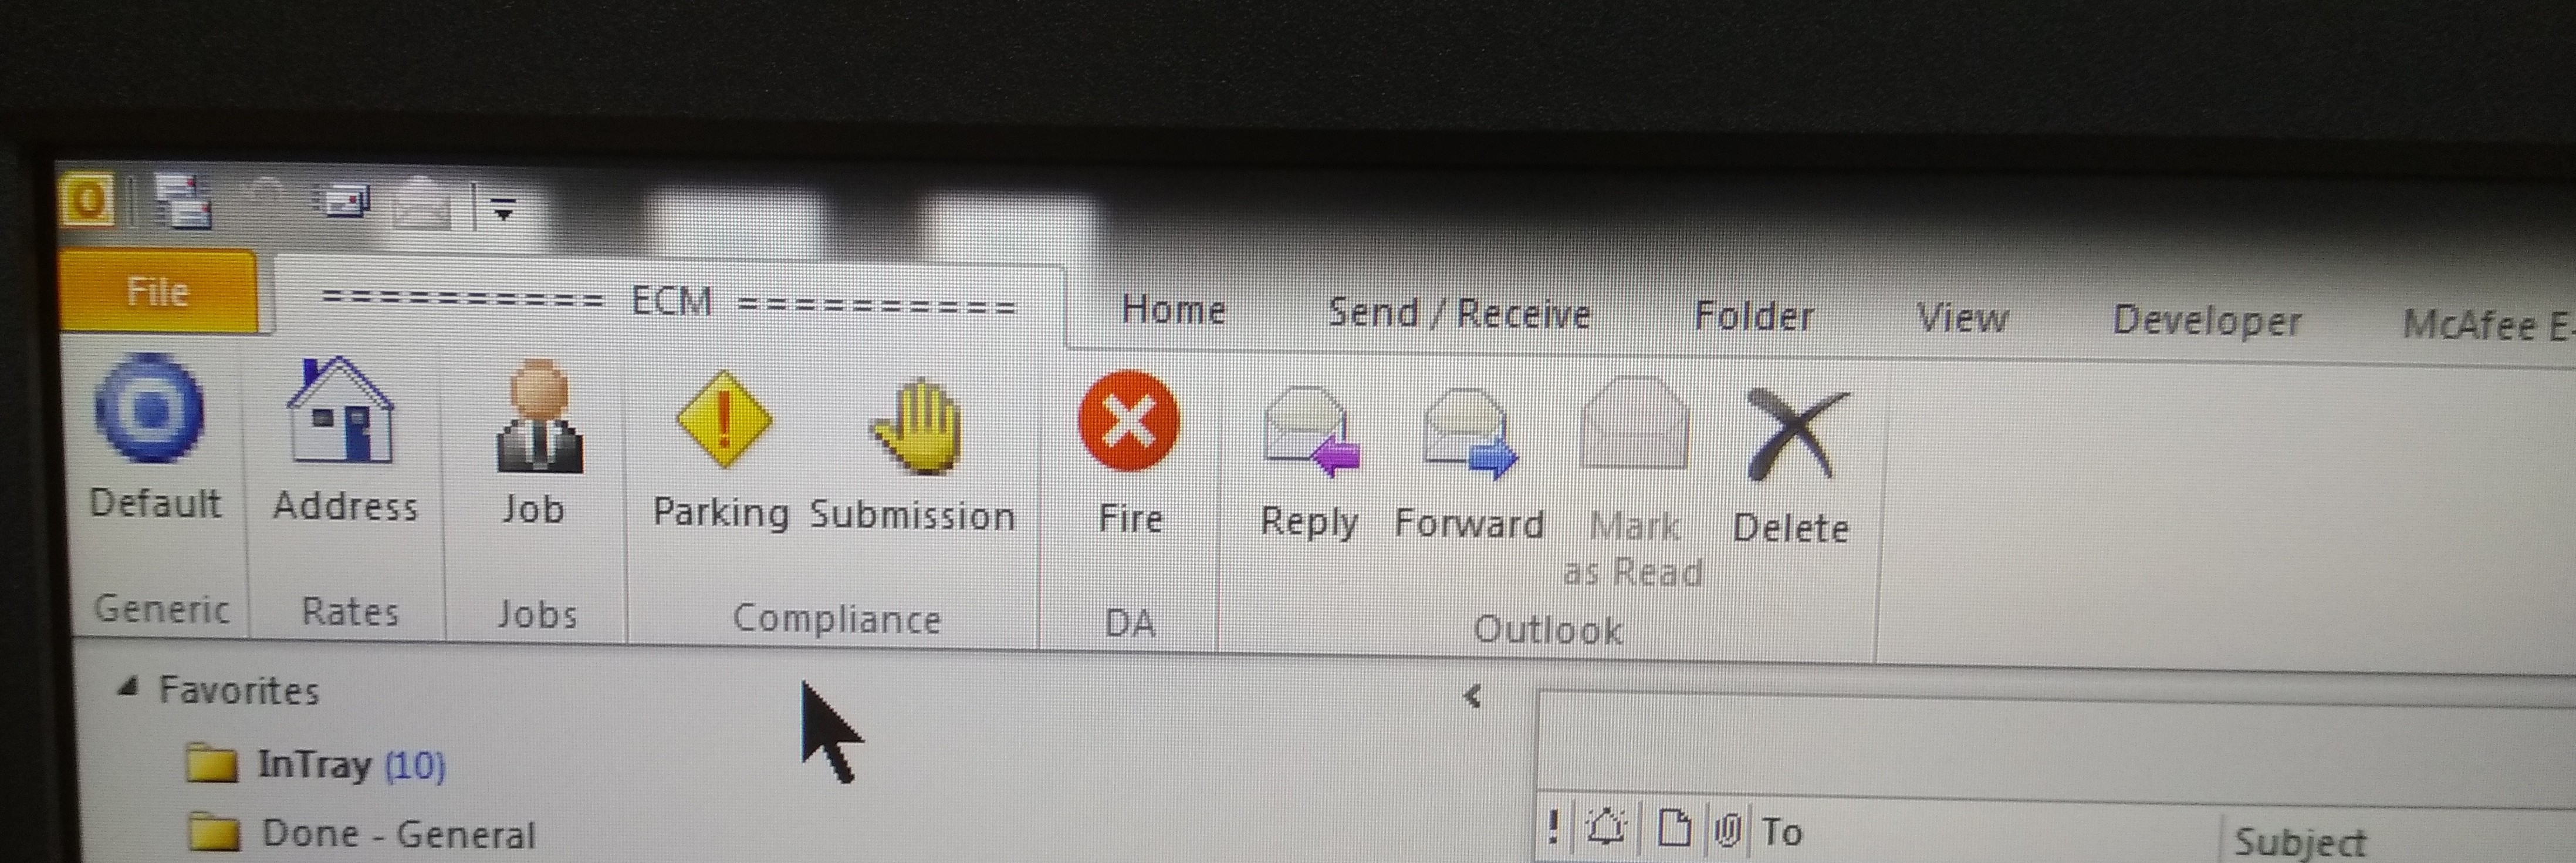 File
========== ECM ==========
Home
Send / Receive
Folder
View
Developer
McAfee E-
Default
Address
Job
Parking
Submission
Fire
Reply
Forward
Mark
as Read
Delete
Generic
Rates
Jobs
Compliance
DA
Outlook
Favorites
InTray (10)
Done - General
! To
Subject